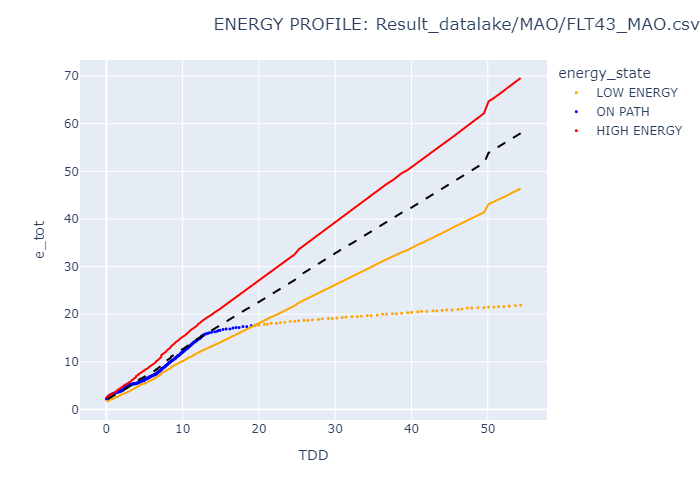 ENERGY PROFILE: Result_datalake/MAO/FLT43_MAO.csv
energy_state
LOW ENERGY
ON PATH
HIGH ENERGY
e_tot
70
60
50
40
30
20
10
0
0
10
20
30
40
50
TDD